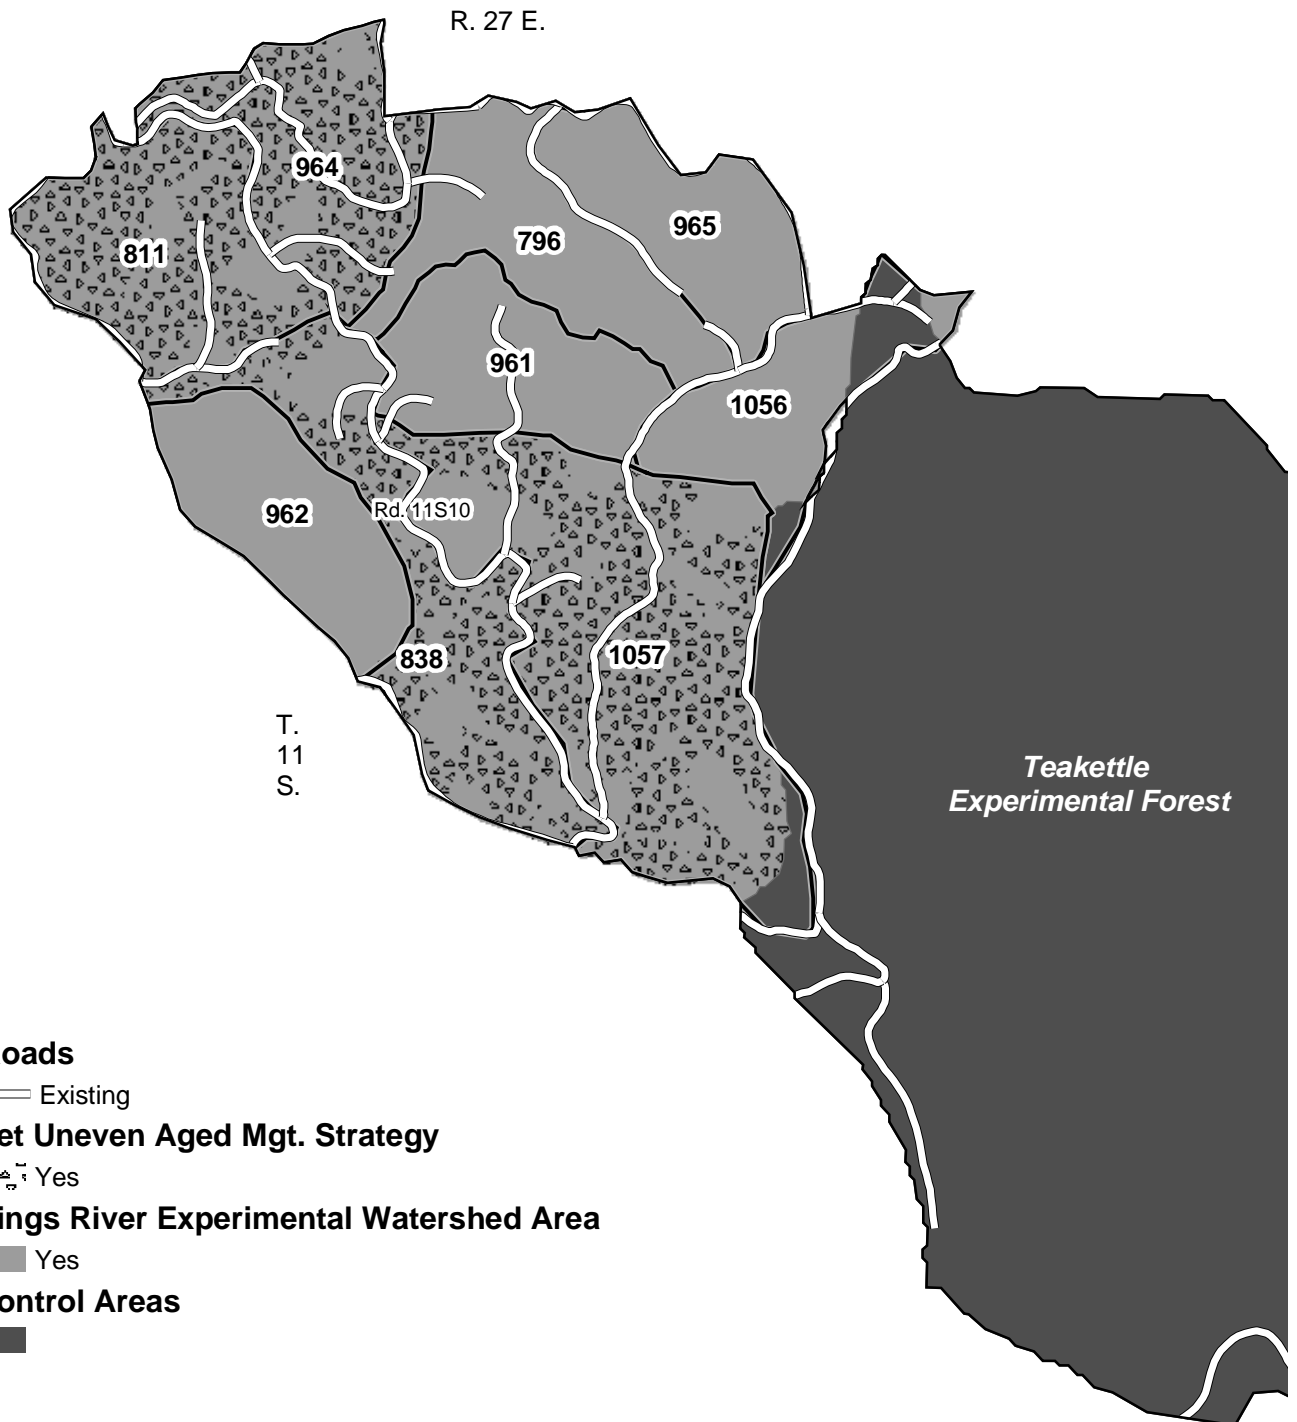 R. 27 E.
964
965
796
811
961
1056
962
Rd. 11S10
1057
838
T.
11
S.
Teakettle
Experimental Forest
oads
Existing
et Uneven Aged Mgt. Strategy
Yes
ings River Experimental Watershed Area
Yes
ontrol Areas